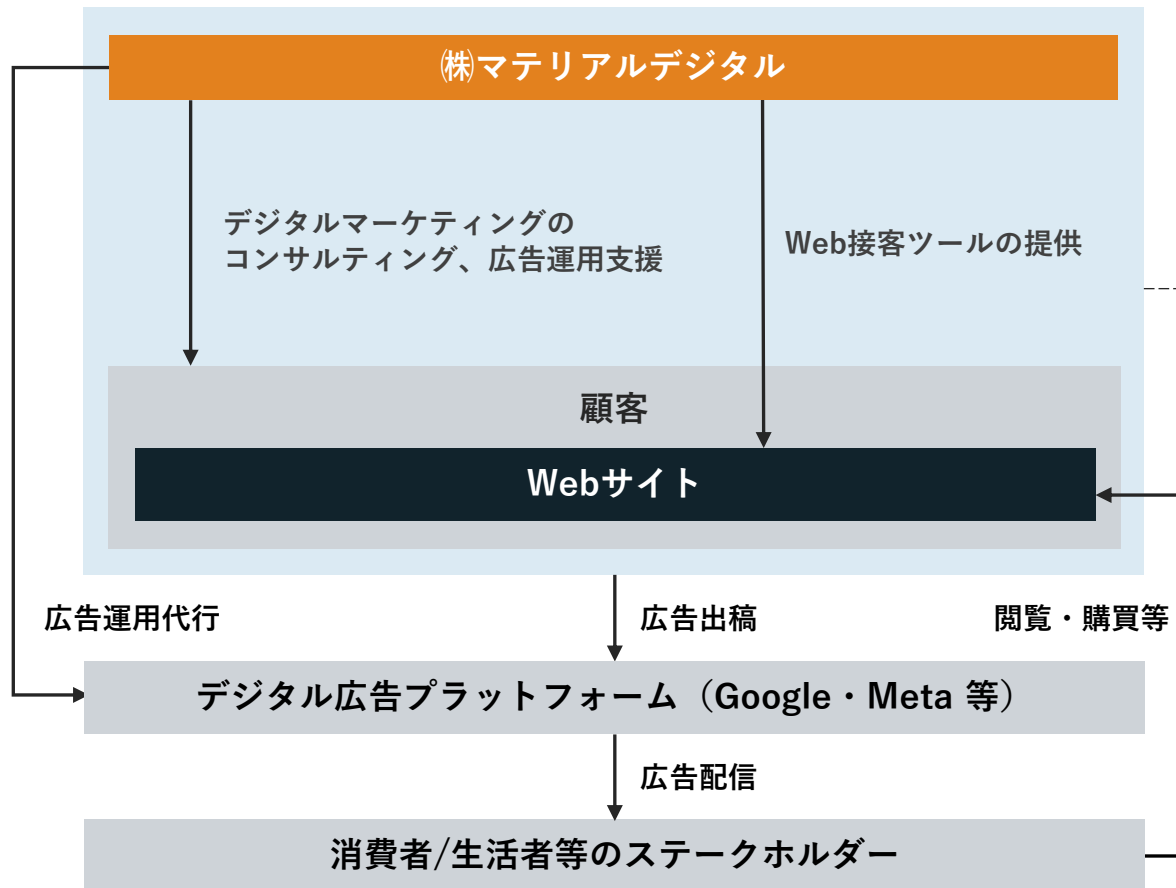 ㈱マテリアルデジタル
デジタルマーケティングの
コンサルティング、広告運用支援
Web接客ツールの提供
顧客
Webサイト
広告運用代行
広告出稿
閲覧・購買等
デジタル広告プラットフォーム（Google・Meta 等）
広告配信
消費者/生活者等のステークホルダー